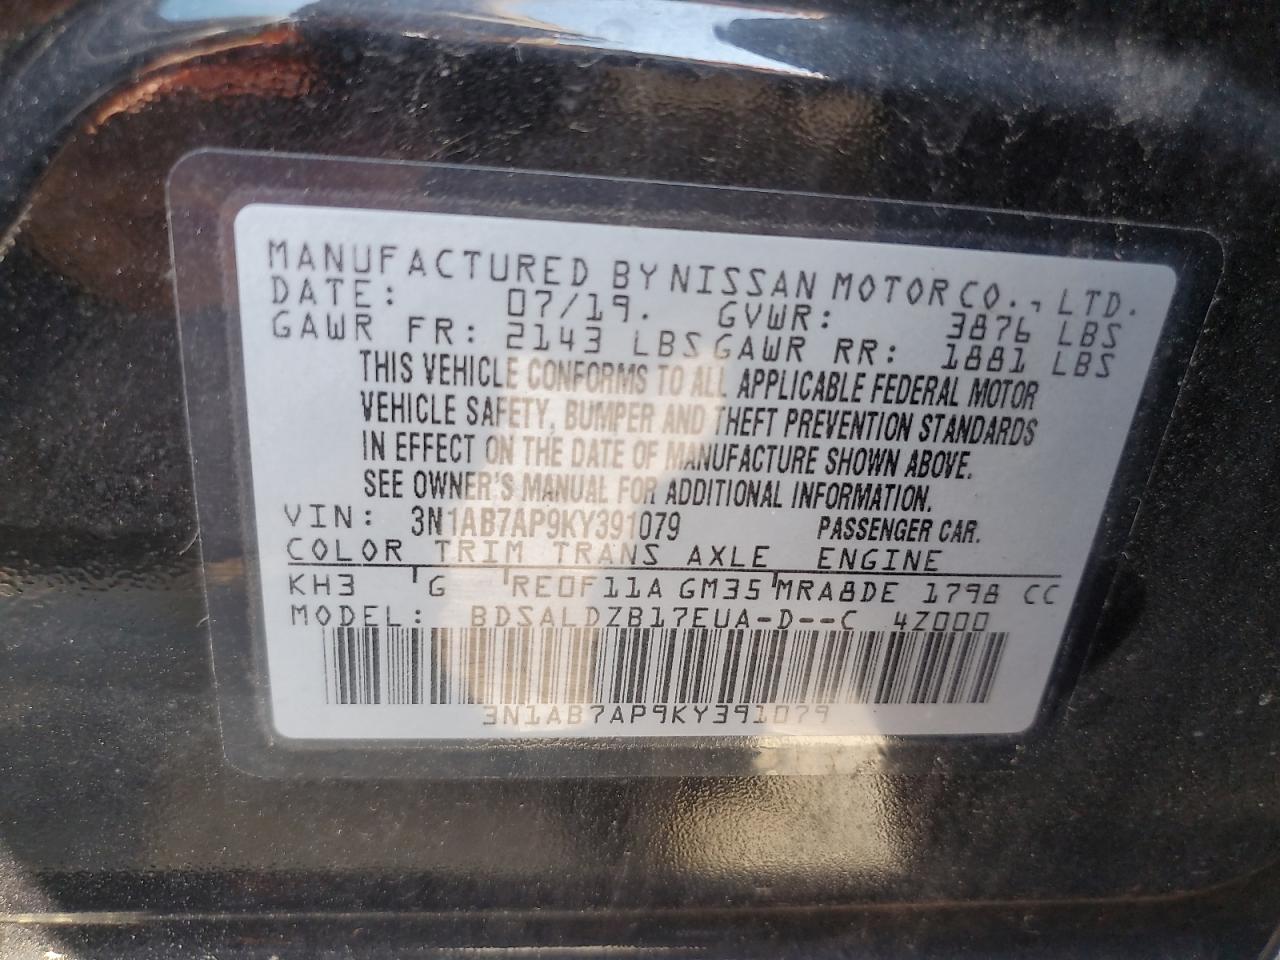 MANUFACTURED BY NISSAN MOTOR CO., LTD.
DATE: 07/19. GVWR: 3876 LBS
GAWR FR: 2143 LBS GAWR RR: 1881 LBS
THIS VEHICLE CONFORMS TO ALL APPLICABLE FEDERAL MOTOR
VEHICLE SAFETY, BUMPER AND THEFT PREVENTION STANDARDS
IN EFFECT ON THE DATE OF MANUFACTURE SHOWN ABOVE.
SEE OWNER'S MANUAL FOR ADDITIONAL INFORMATION.
VIN: 3N1AB7AP9KY391079 PASSENGER CAR.
COLOR TRIM TRANS AXLE ENGINE
KH3 G RE0F11A GM35 MRA8DE 1798 CC
MODEL: BDSALDZB17EUA-D--C 4Z000
3N1AB7AP9KY391079